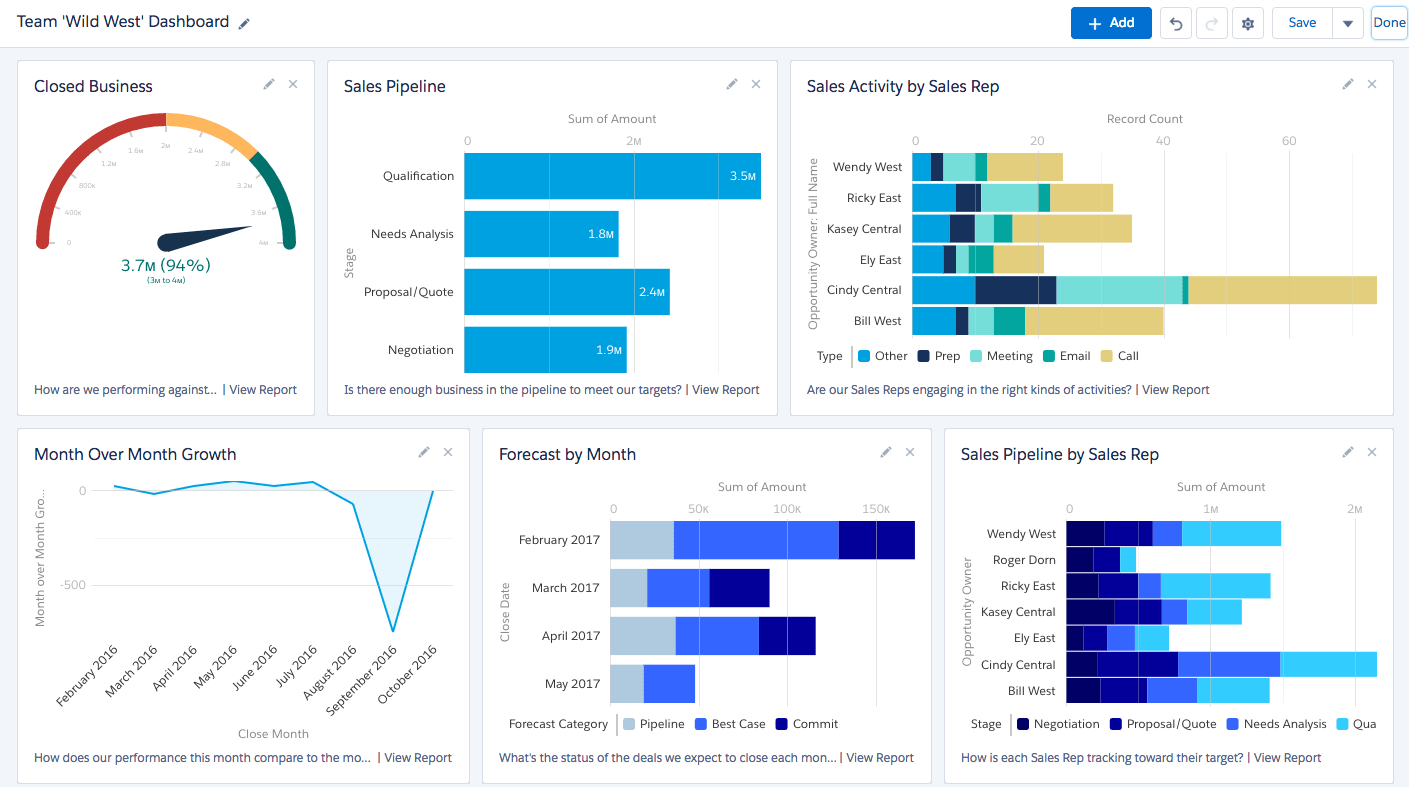 Team 'Wild West' Dashboard
Add
Save
Done
Closed Business
0
400K
800K
1.2M
1.6M
2M
2.4M
2.8M
3.2M
3.6M
4M
3.7M (94%)
(3M to 4M)
How are we performing against... | View Report
Sales Pipeline
Sum of Amount
0 2M
Stage
Qualification 3.5M
Needs Analysis 1.8M
Proposal/Quote 2.4M
Negotiation 1.9M
Is there enough business in the pipeline to meet our targets? | View Report
Sales Activity by Sales Rep
Record Count
0 20 40 60
Opportunity Owner: Full Name
Wendy West
Ricky East
Kasey Central
Ely East
Cindy Central
Bill West
Type Other Prep Meeting Email Call
Are our Sales Reps engaging in the right kinds of activities? | View Report
Month Over Month Growth
Month over Month Gro...
0
-500
February 2016
March 2016
April 2016
May 2016
June 2016
July 2016
August 2016
September 2016
October 2016
Close Month
How does our performance this month compare to the mo... | View Report
Forecast by Month
Sum of Amount
0 50K 100K 150K
Close Date
February 2017
March 2017
April 2017
May 2017
Forecast Category Pipeline Best Case Commit
What's the status of the deals we expect to close each mon... | View Report
Sales Pipeline by Sales Rep
Sum of Amount
0 1M 2M
Opportunity Owner
Wendy West
Roger Dorn
Ricky East
Kasey Central
Ely East
Cindy Central
Bill West
Stage Negotiation Proposal/Quote Needs Analysis Qua
How is each Sales Rep tracking toward their target? | View Report